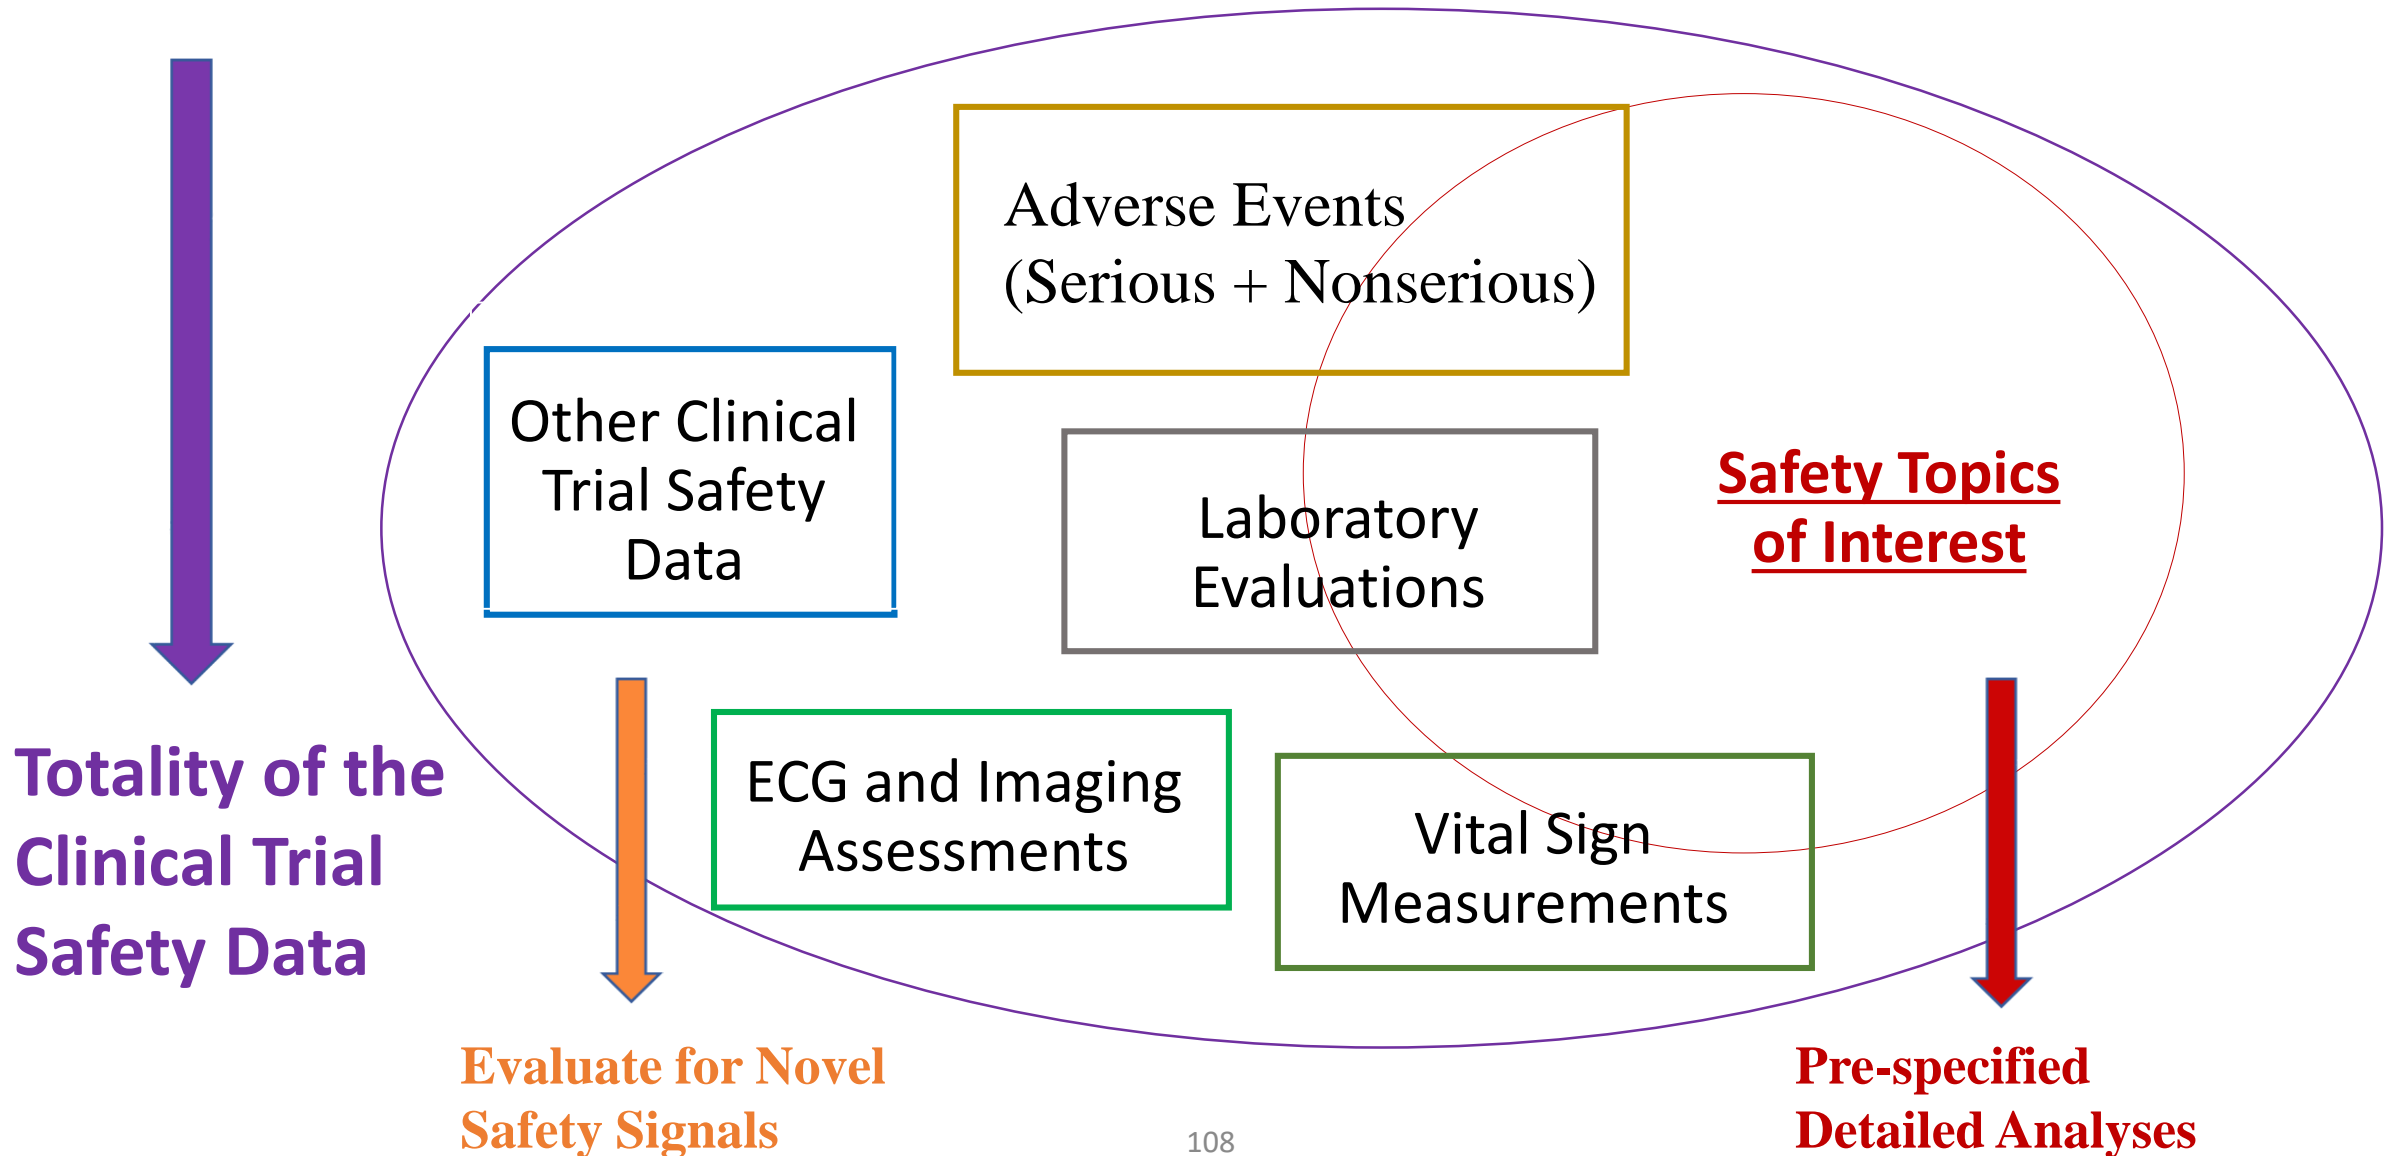 Adverse Events
(Serious + Nonserious)
Other Clinical
Trial Safety
Data
Laboratory
Evaluations
Safety Topics
of Interest
ECG and Imaging
Assessments
Vital Sign
Measurements
Totality of the
Clinical Trial
Safety Data
Evaluate for Novel
Safety Signals
Pre-specified
Detailed Analyses
108